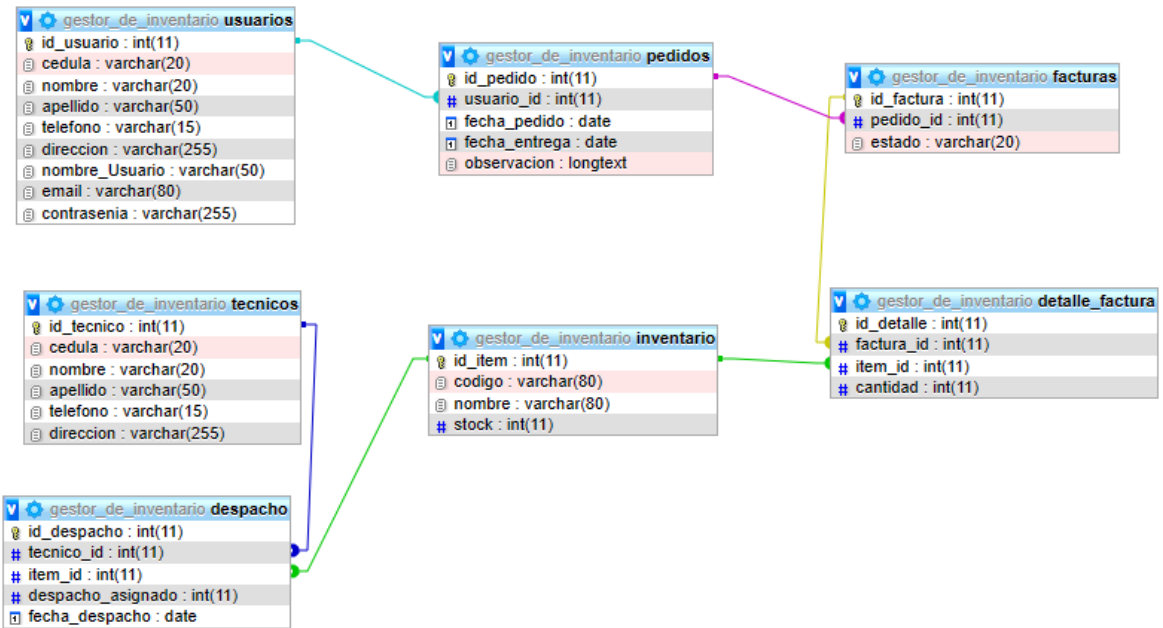 gestor_de_inventario usuarios
id_usuario : int(11)
cedula : varchar(20)
nombre : varchar(20)
apellido : varchar(50)
telefono : varchar(15)
direccion : varchar(255)
nombre_Usuario : varchar(50)
email : varchar(80)
contrasenia : varchar(255)
gestor_de_inventario pedidos
id_pedido : int(11)
usuario_id : int(11)
fecha_pedido : date
fecha_entrega : date
observacion : longtext
gestor_de_inventario facturas
id_factura : int(11)
pedido_id : int(11)
estado : varchar(20)
gestor_de_inventario tecnicos
id_tecnico : int(11)
cedula : varchar(20)
nombre : varchar(20)
apellido : varchar(50)
telefono : varchar(15)
direccion : varchar(255)
gestor_de_inventario inventario
id_item : int(11)
codigo : varchar(80)
nombre : varchar(80)
stock : int(11)
gestor_de_inventario detalle_factura
id_detalle : int(11)
factura_id : int(11)
item_id : int(11)
cantidad : int(11)
gestor_de_inventario despacho
id_despacho : int(11)
tecnico_id : int(11)
item_id : int(11)
despacho_asignado : int(11)
fecha_despacho : date